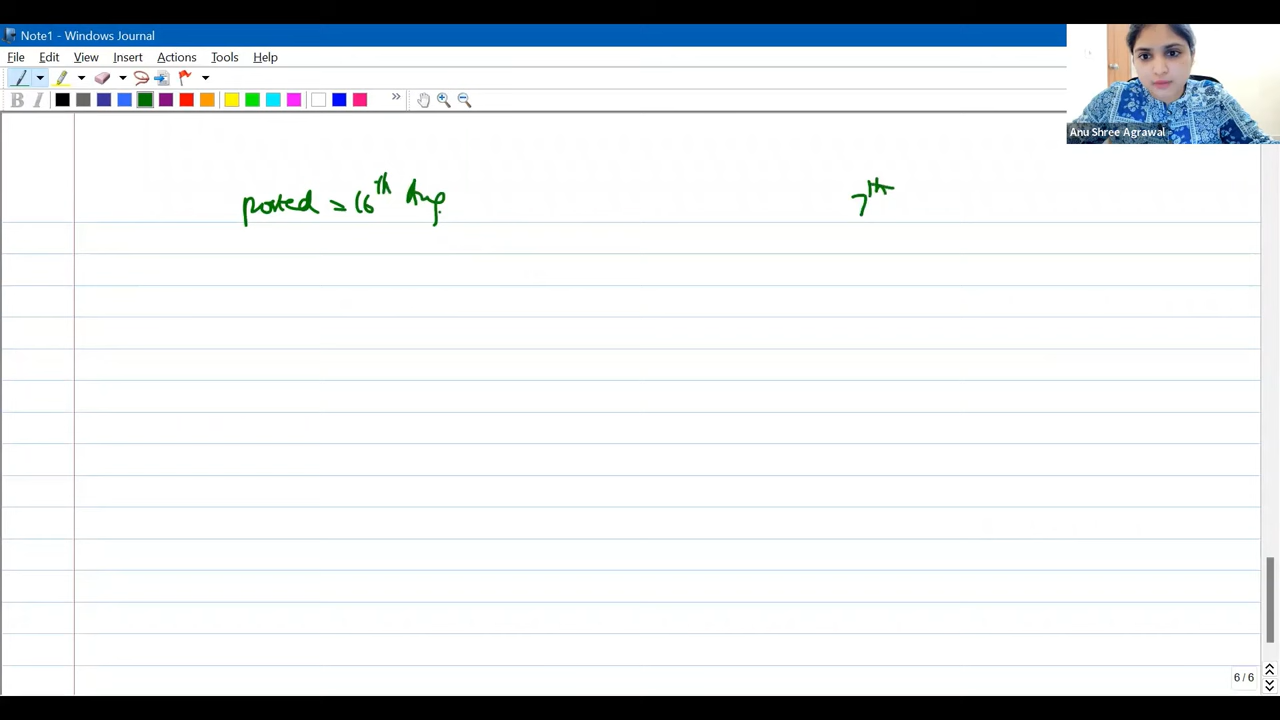 Note1 - Windows Journal
File Edit View Insert Actions Tools Help
B I
Anu Shree Agrawal
posted = 16th Aug 7th
6 / 6